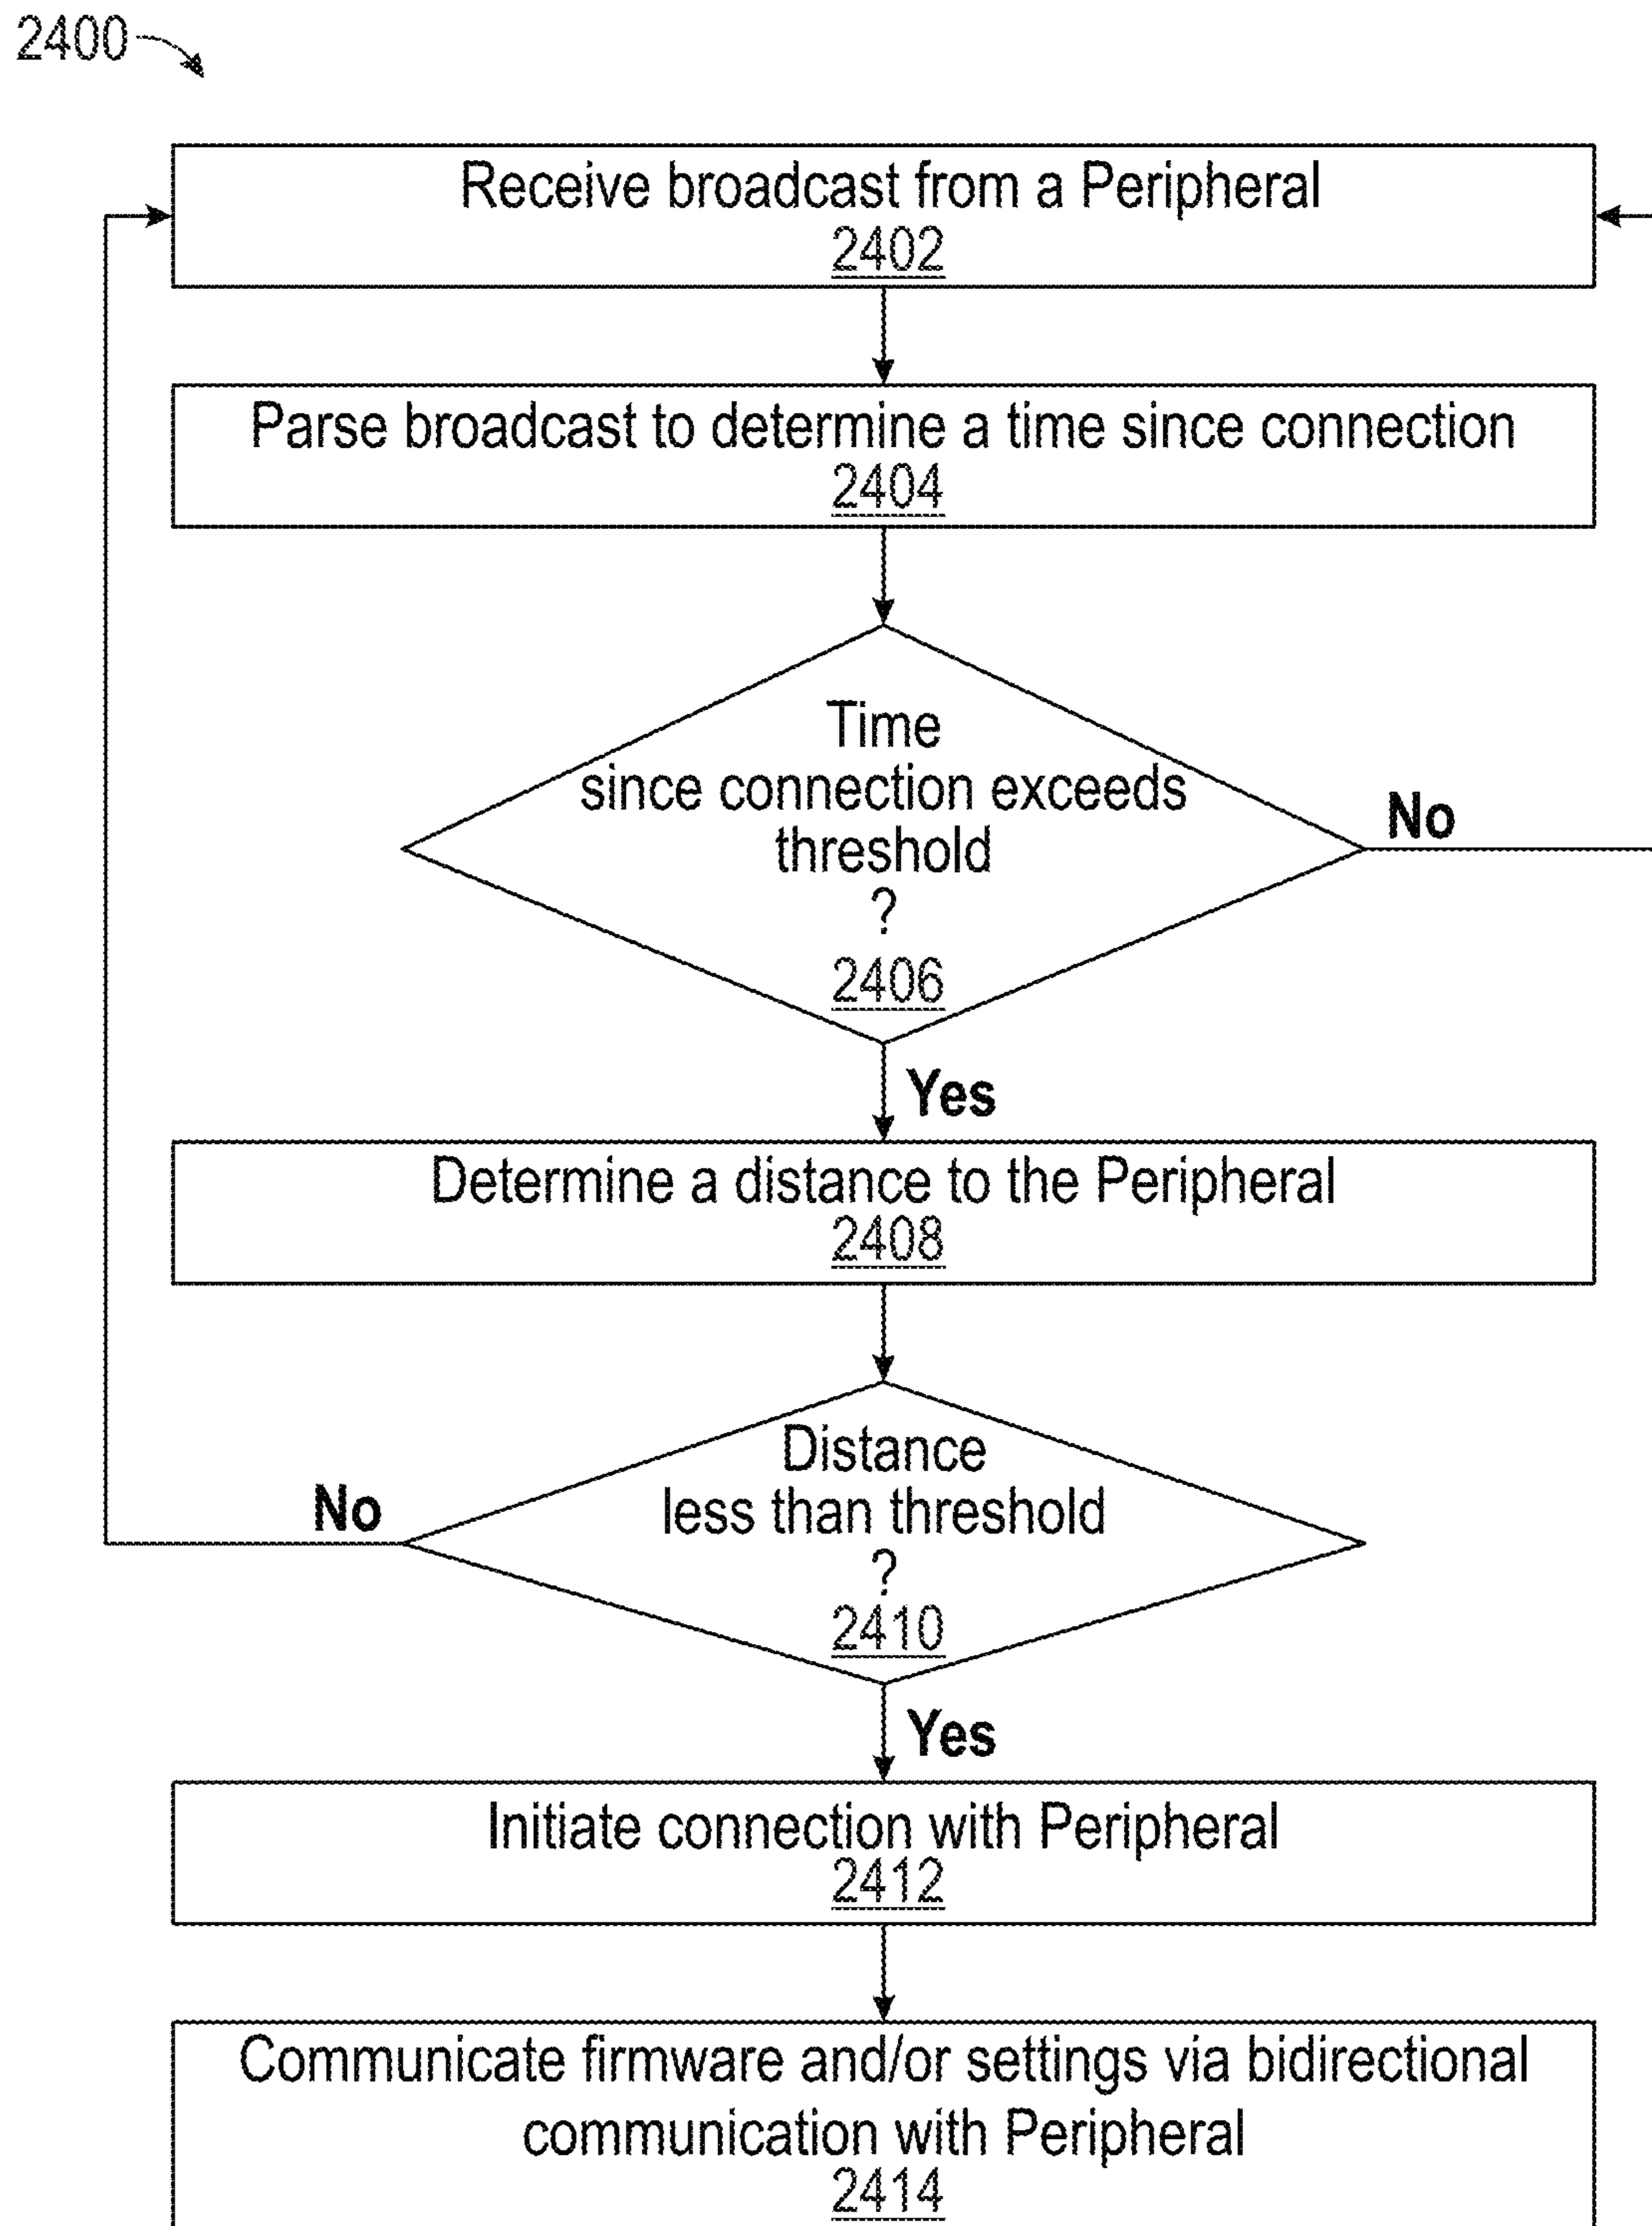 2400
Receive broadcast from a Peripheral
2402
Parse broadcast to determine a time since connection
2404
Time
since connection exceeds
threshold
?
2406
No
Yes
Determine a distance to the Peripheral
2408
Distance
less than threshold
?
2410
No
Yes
Initiate connection with Peripheral
2412
Communicate firmware and/or settings via bidirectional
communication with Peripheral
2414